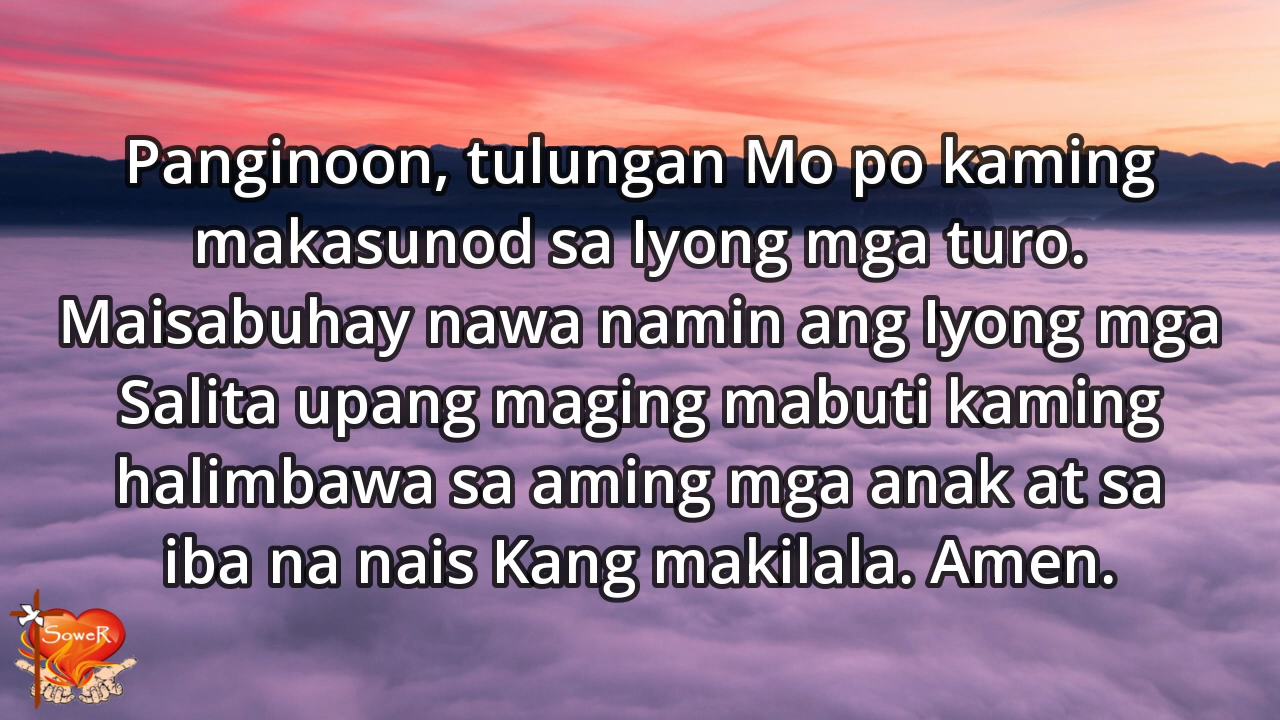 Panginoon, tulungan Mo po kaming
makasunod sa Iyong mga turo.
Maisabuhay nawa namin ang Iyong mga
Salita upang maging mabuti kaming
halimbawa sa aming mga anak at sa
iba na nais Kang makilala. Amen.
SoweR